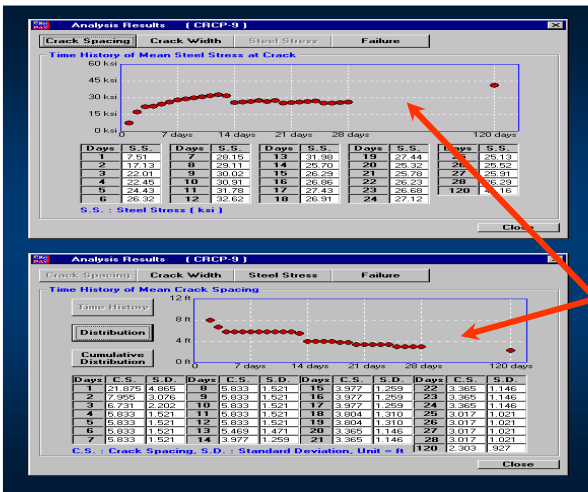 Analysis Results ( CRCP-9 )
Crack Spacing Crack Width Steel Stress Failure
Time History of Mean Steel Stress at Crack
60 ksi
45 ksi
30 ksi
15 ksi
0 ksi
0 7 days 14 days 21 days 28 days 120 days
Days S.S. Days S.S. Days S.S. Days S.S. Days S.S.
1 7.51 7 28.15 13 31.98 19 27.44 25 25.13
2 17.13 8 29.11 14 25.70 20 25.32 26 25.52
3 22.01 9 30.02 15 26.29 21 25.78 27 25.91
4 22.45 10 30.91 16 26.86 22 26.23 28 26.29
5 24.43 11 31.78 17 27.43 23 26.68 120 16
6 26.32 12 32.62 18 26.91 24 27.12
S.S. : Steel Stress ( ksi )
Close
Analysis Results ( CRCP-9 )
Crack Spacing Crack Width Steel Stress Failure
Time History of Mean Crack Spacing
Time History
Distribution
Cumulative
Distribution
12 ft
8 ft
4 ft
0 ft
0 7 days 14 days 21 days 28 days 120 days
Days C.S. S.D. Days C.S. S.D. Days C.S. S.D. Days C.S. S.D.
1 21.875 4.865 8 5.833 1.521 15 3.977 1.259 22 3.365 1.146
2 7.955 3.076 9 5.833 1.521 16 3.977 1.259 23 3.365 1.146
3 6.731 2.202 10 5.833 1.521 17 3.977 1.259 24 3.365 1.146
4 5.833 1.521 11 5.833 1.521 18 3.804 1.310 25 3.017 1.021
5 5.833 1.521 12 5.833 1.521 19 3.804 1.310 26 3.017 1.021
6 5.833 1.521 13 5.469 1.471 20 3.365 1.146 27 3.017 1.021
7 5.833 1.521 14 3.977 1.259 21 3.365 1.146 28 3.017 1.021
120 2.303 .927
C.S. : Crack Spacing, S.D. : Standard Deviation, Unit = ft
Close